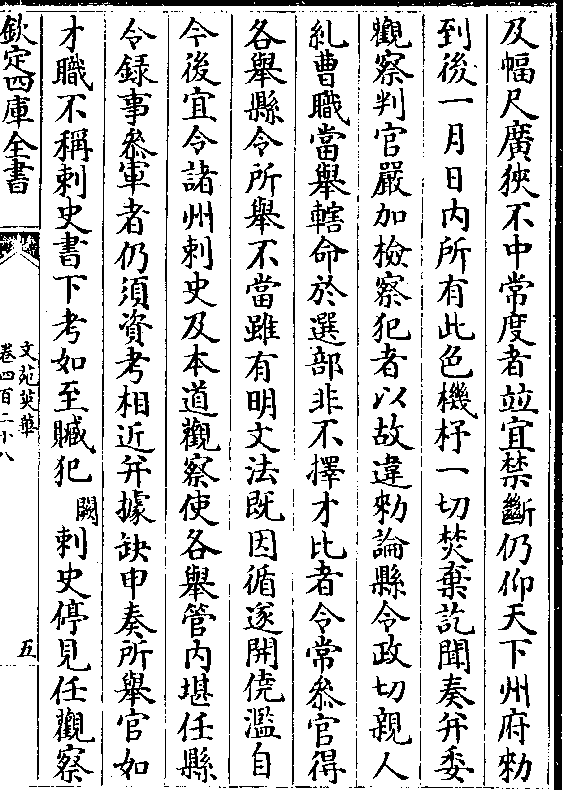 及幅尺廣狹不中常度者竝宜禁斷仍仰天下州府勑
到後一月日内所有此色機杼一切焚棄訖聞奏并委
觀察判官嚴加檢察犯者以故違勑論縣令政切親人
糺曹職當舉轄命於選部非不擇才比者令常叅官得
各舉縣令所舉不當雖有明文法既因循遂開僥濫自
今後宜令諸州刺史及本道觀察使各舉管内堪任縣
令録事叅軍者仍須資考相近并據缺申奏所舉官如
才職不稱刺史書下考如至贓犯闕刺史停見任觀察
欽定四庫全書
文苑英華
卷四百二十八
五